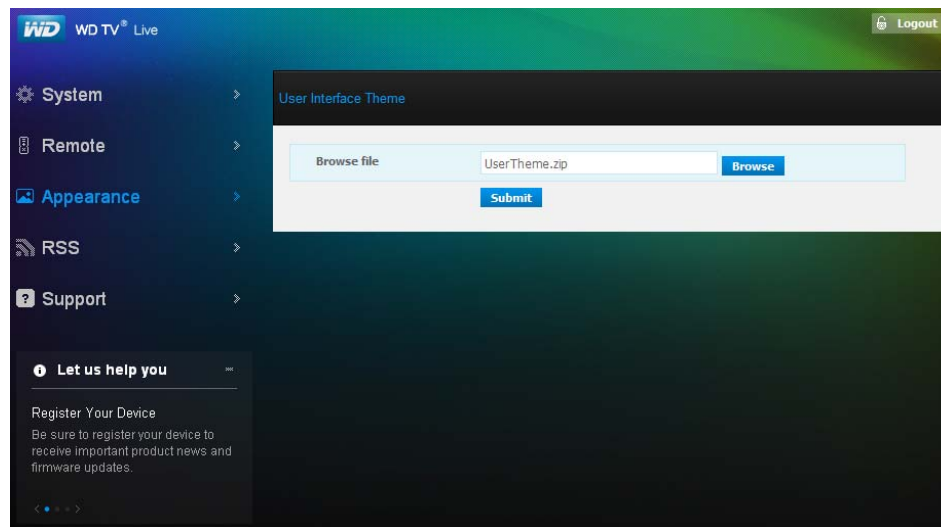 WD WD TV® Live
Logout
System
Remote
Appearance
RSS
Support
Let us help you
Register Your Device
Be sure to register your device to
receive important product news and
firmware updates.
User Interface Theme
Browse file
UserTheme.zip
Browse
Submit